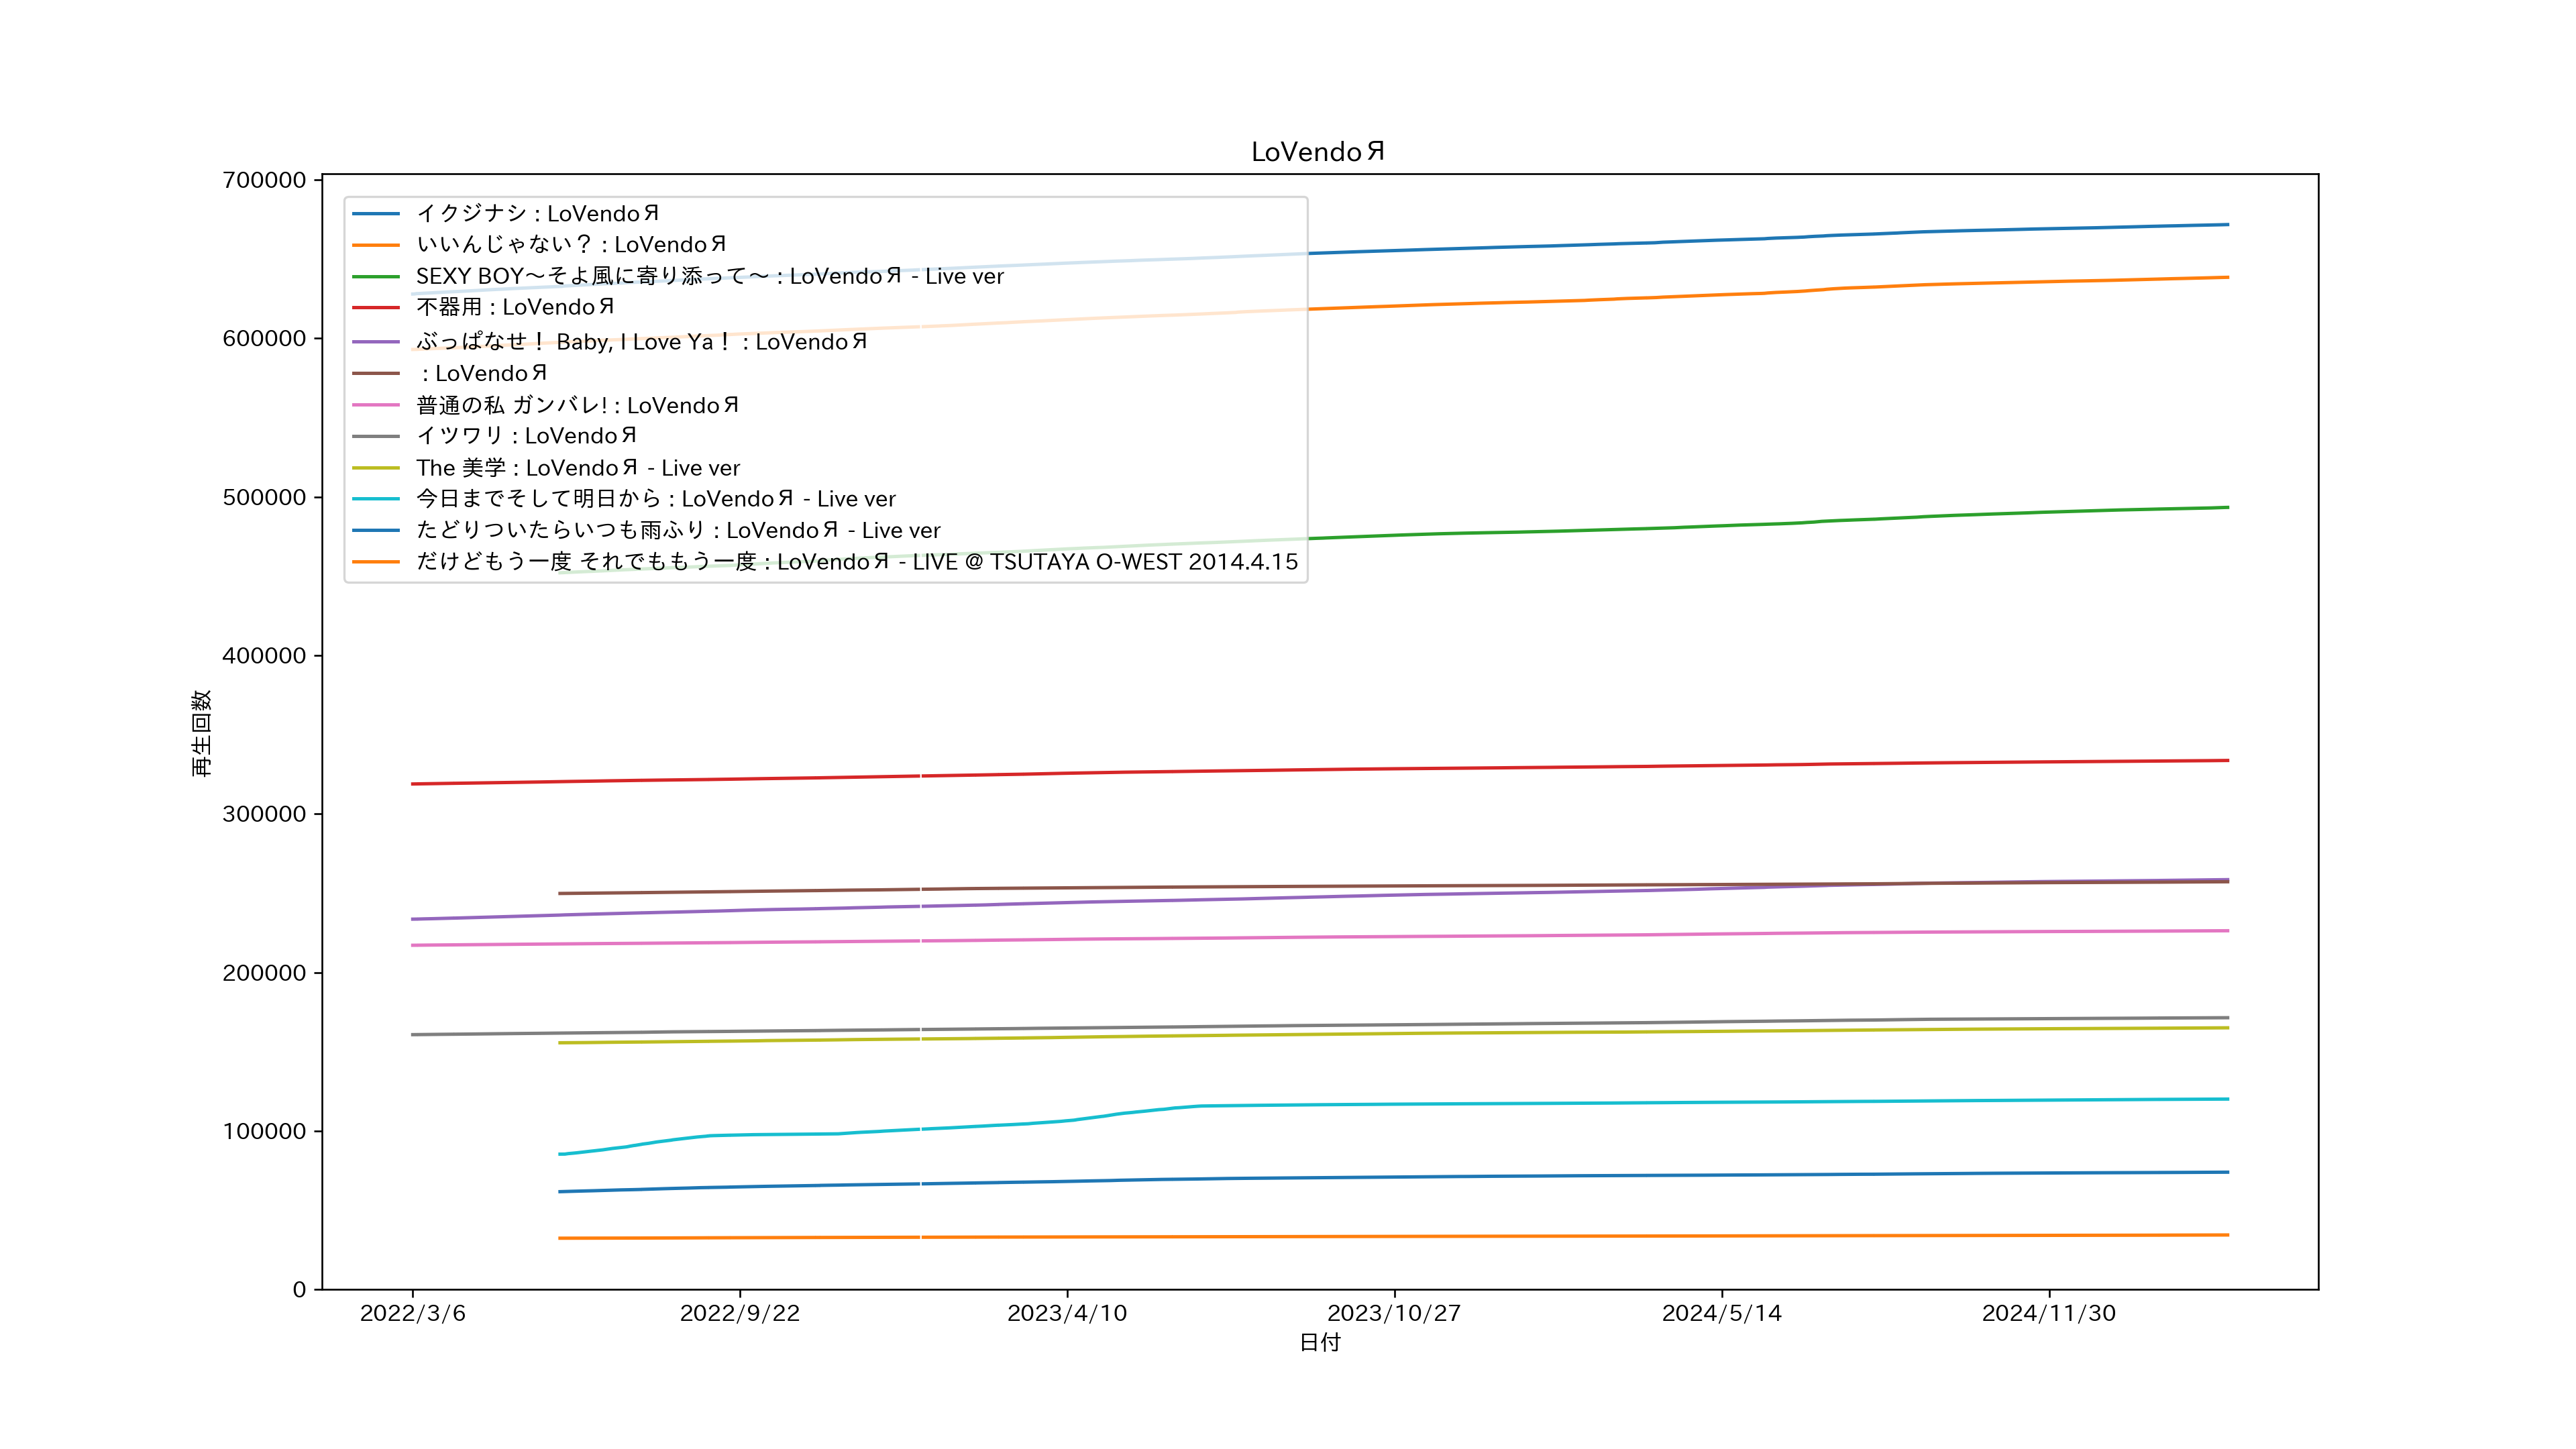 LoVendoЯ
700000
600000
500000
400000
300000
200000
100000
0
再生回数
イクジナシ : LoVendoЯ
いいんじゃない？ : LoVendoЯ
SEXY BOY～そよ風に寄り添って～ : LoVendoЯ - Live ver
不器用 : LoVendoЯ
ぶっぱなせ！ Baby, I Love Ya！ : LoVendoЯ
: LoVendoЯ
普通の私 ガンバレ! : LoVendoЯ
イツワリ : LoVendoЯ
The 美学 : LoVendoЯ - Live ver
今日までそして明日から : LoVendoЯ - Live ver
たどりついたらいつも雨ふり : LoVendoЯ - Live ver
だけどもう一度 それでももう一度 : LoVendoЯ - LIVE @ TSUTAYA O-WEST 2014.4.15
2022/3/6 2022/9/22 2023/4/10 2023/10/27 2024/5/14 2024/11/30
日付